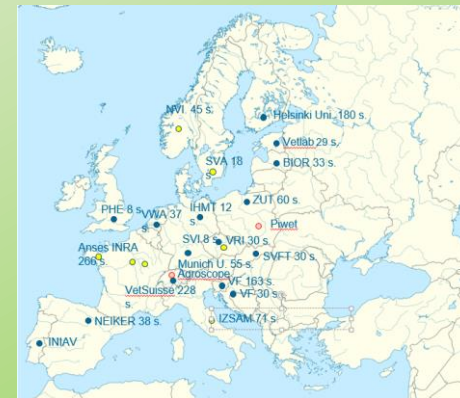 NVI 45 s.
Helsinki Uni. 180 s.
Vetlab 29 s.
SVA 18
s
BIOR 33 s.
PHE 8 s.
VWA 37
s
IHMT 12
s
ZUT 60 s.
Piwet
Anses INRA
266 s.
SVI 8 s.
VRI 30 s.
SVFT 30 s.
Munich U. 55 s.
Agroscope
VetSuisse 228
s.
VF 163 s.
VF 30 s.
NEIKER 38 s.
IZSAM 71 s.
INIAV